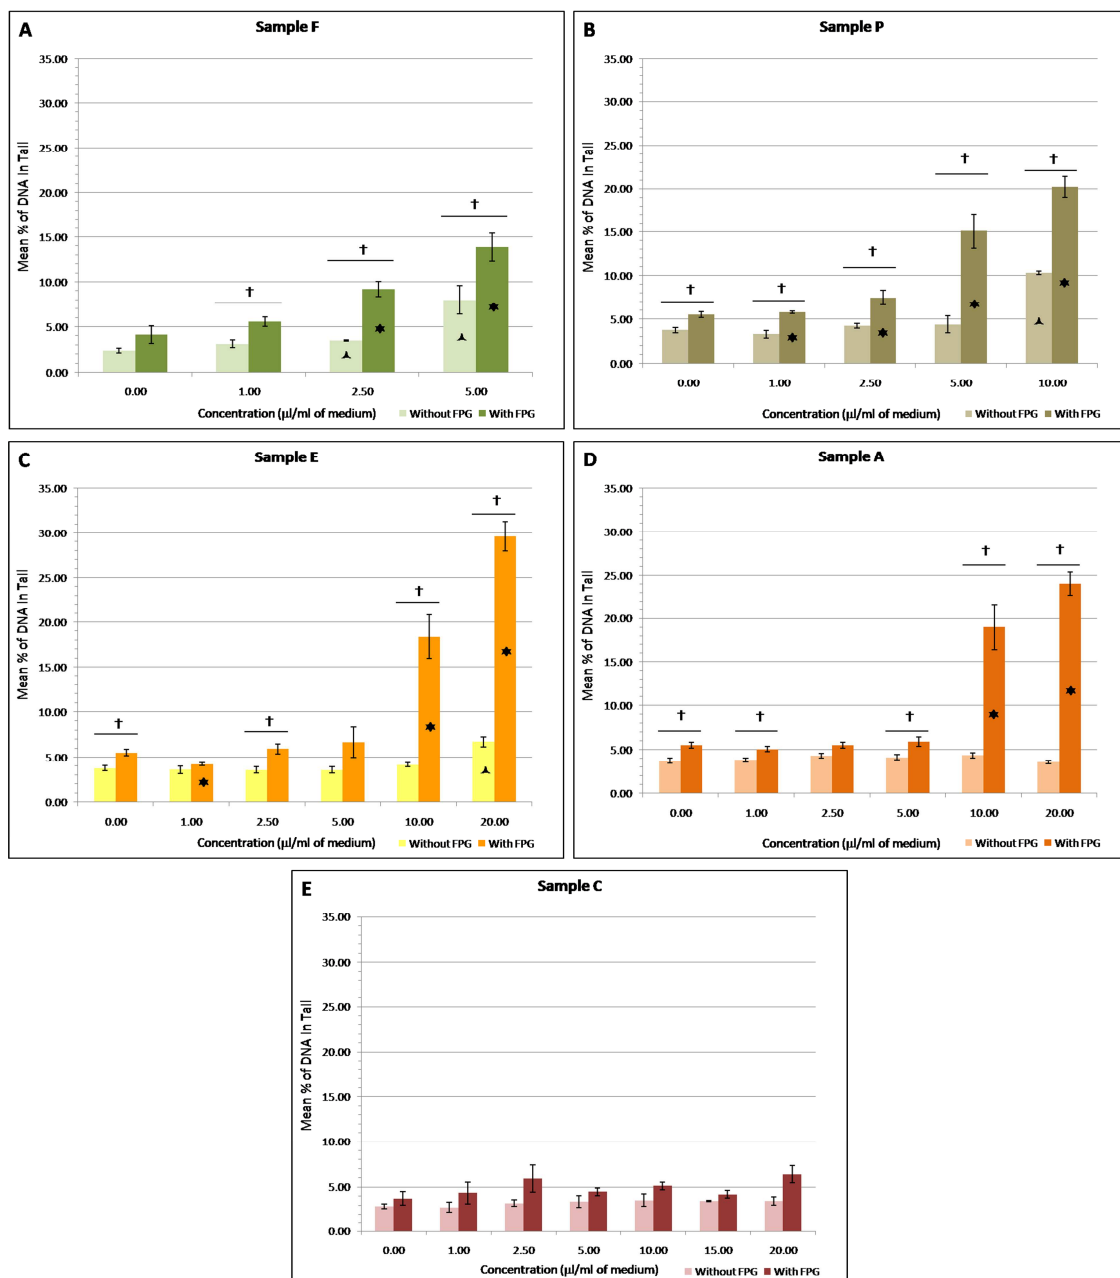 A
Sample F
35.00
30.00
25.00
20.00
15.00
10.00
5.00
0.00
Mean % of DNA In Tail
†
†
†
0.00 1.00 2.50 5.00
Concentration (µl/ml of medium)
Without FPG With FPG
B
Sample P
35.00
30.00
25.00
20.00
15.00
10.00
5.00
0.00
Mean % of DNA In Tail
†
†
†
†
†
0.00 1.00 2.50 5.00 10.00
Concentration (µl/ml of medium)
Without FPG With FPG
C
Sample E
35.00
30.00
25.00
20.00
15.00
10.00
5.00
0.00
Mean % of DNA In Tail
†
†
†
†
0.00 1.00 2.50 5.00 10.00 20.00
Concentration (µl/ml of medium)
Without FPG With FPG
D
Sample A
35.00
30.00
25.00
20.00
15.00
10.00
5.00
0.00
Mean % of DNA In Tail
†
†
†
†
†
0.00 1.00 2.50 5.00 10.00 20.00
Concentration (µl/ml of medium)
Without FPG With FPG
E
Sample C
35.00
30.00
25.00
20.00
15.00
10.00
5.00
0.00
Mean % of DNA In Tail
0.00 1.00 2.50 5.00 10.00 15.00 20.00
Concentration (µl/ml of medium)
Without FPG With FPG